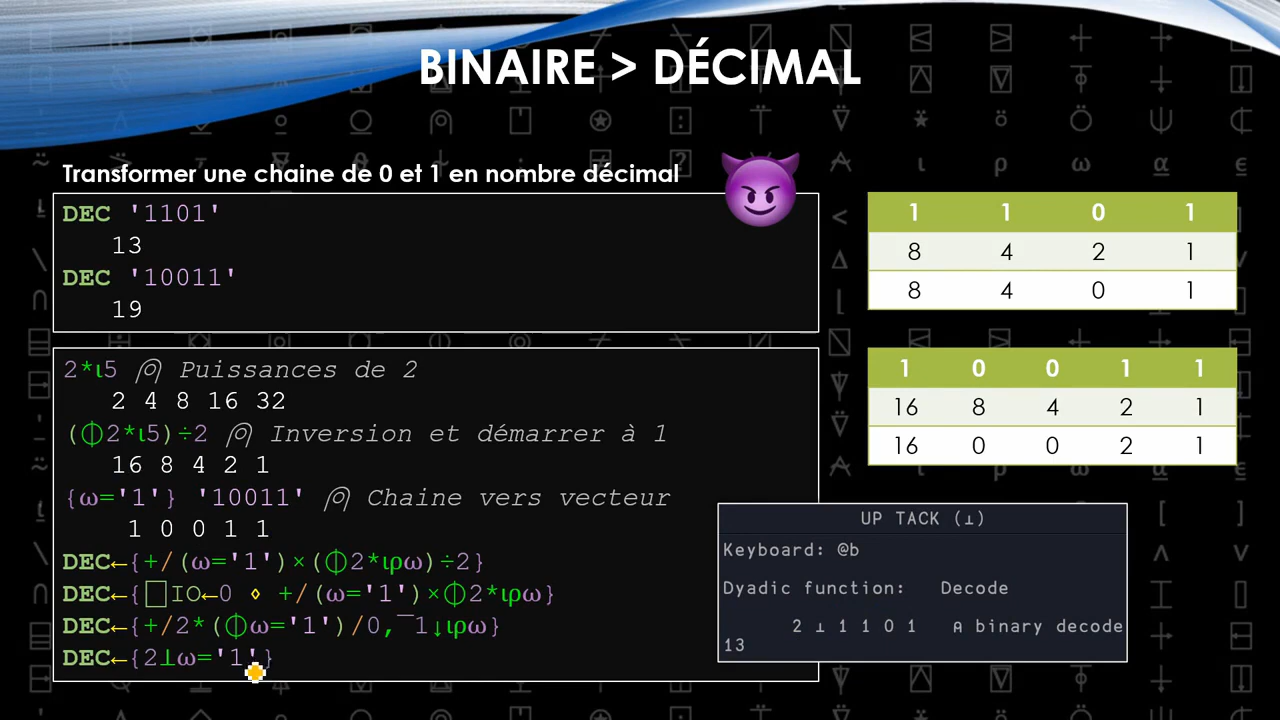 BINAIRE > DÉCIMAL
Transformer une chaine de 0 et 1 en nombre décimal
DEC '1101'
13
DEC '10011'
19
1 1 0 1
8 4 2 1
8 4 0 1
2*⍳5 ⍝ Puissances de 2
2 4 8 16 32
(⌽2*⍳5)÷2 ⍝ Inversion et démarrer à 1
16 8 4 2 1
{⍵='1'} '10011' ⍝ Chaine vers vecteur
1 0 0 1 1
DEC←{+/(⍵='1')×(⌽2*⍳⍴⍵)÷2}
DEC←{⎕IO←0 ⋄ +/(⍵='1')×⌽2*⍳⍴⍵}
DEC←{+/2*(⌽⍵='1')/0,¯1↓⍳⍴⍵}
DEC←{2⊥⍵='1'}
1 0 0 1 1
16 8 4 2 1
16 0 0 2 1
UP TACK (⊥)
Keyboard: @b
Dyadic function: Decode
2 ⊥ 1 1 0 1 ⍝ binary decode
13